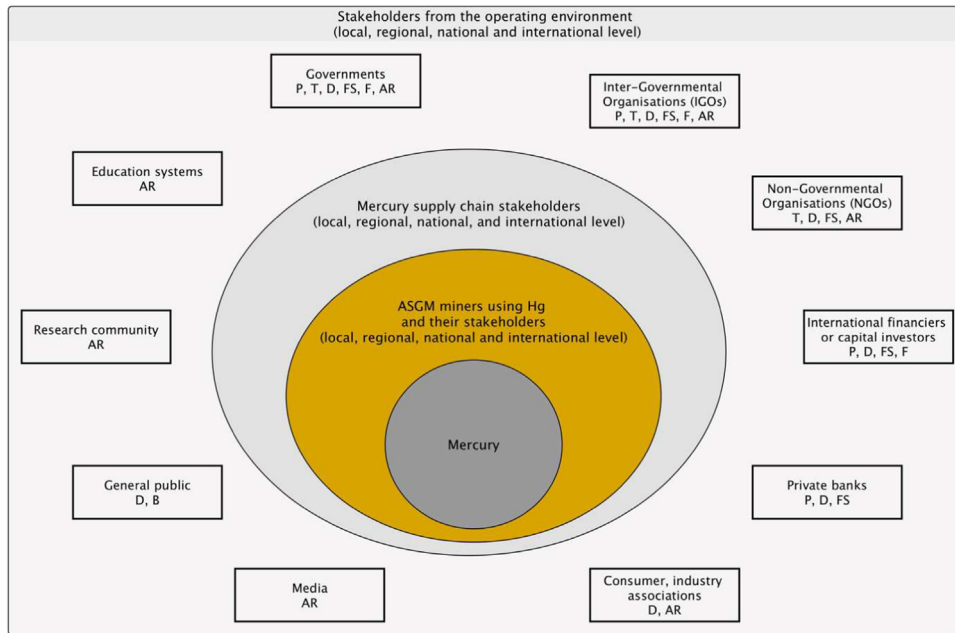 Stakeholders from the operating environment
(local, regional, national and international level)
Governments
P, T, D, FS, F, AR
Inter-Governmental
Organisations (IGOs)
P, T, D, FS, F, AR
Education systems
AR
Non-Governmental
Organisations (NGOs)
T, D, FS, AR
Mercury supply chain stakeholders
(local, regional, national, and international level)
ASGM miners using Hg
and their stakeholders
(local, regional, national and international level)
Research community
AR
International financiers
or capital investors
P, D, FS, F
Mercury
General public
D, B
Private banks
P, D, FS
Media
AR
Consumer, industry
associations
D, AR